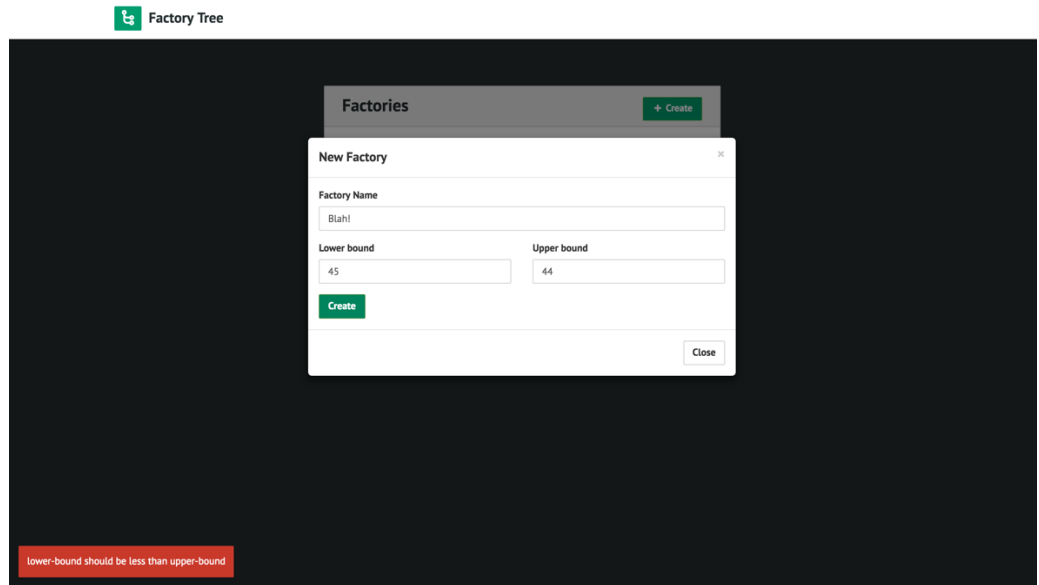 Factory Tree
Factories
+ Create
New Factory
×
Factory Name
Blah!
Lower bound
Upper bound
45
44
Create
Close
lower-bound should be less than upper-bound